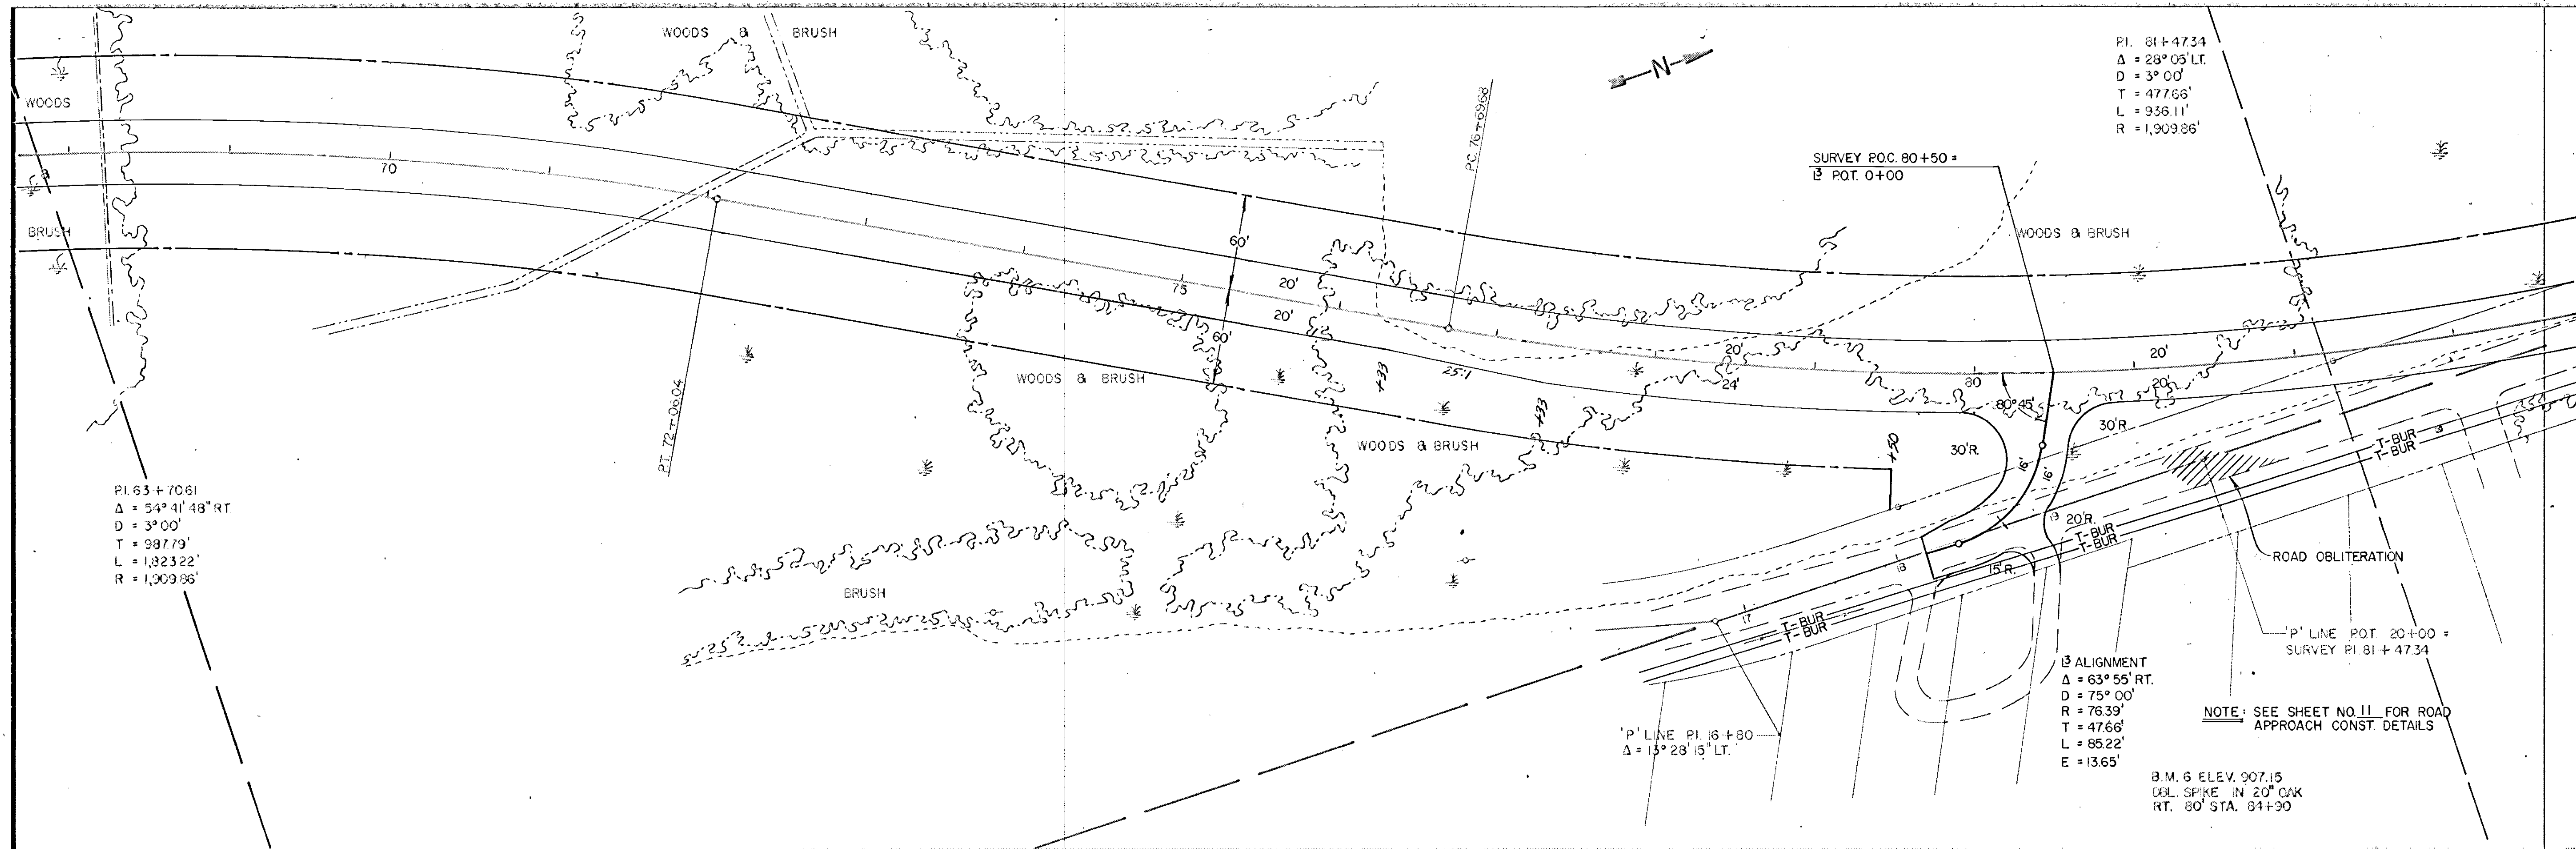 WOODS & BRUSH
N
P.I. 81+47.34
Δ = 28° 05' LT.
D = 3° 00'
T = 477.66'
L = 936.11'
R = 1,909.86'
WOODS
&
BRUSH
70
P.C. 76+69.68
SURVEY P.O.C. 80+50 =
L3 P.O.T. 0+00
WOODS & BRUSH
60'
75
20'
20'
60'
P.T. 72+06.04
WOODS & BRUSH
+33
25:1
20'
24'
80
20'
20'
80°45'
+33
WOODS & BRUSH
+50
30'R.
30'R.
16'
16'
T-BUR
T-BUR
P.I. 63+70.61
Δ = 54° 41' 48" RT.
D = 3° 00'
T = 987.79'
L = 1,823.22'
R = 1,909.86'
19
20'R.
T-BUR
T-BUR
ROAD OBLITERATION
18
15'R.
BRUSH
17
T-BUR
T-BUR
'P' LINE P.O.T. 20+00 =
SURVEY P.I. 81+47.34
L3 ALIGNMENT
Δ = 63° 55' RT.
D = 75° 00'
R = 76.39'
T = 47.66'
L = 85.22'
E = 13.65'
NOTE: SEE SHEET NO. 11 FOR ROAD
APPROACH CONST. DETAILS
'P' LINE P.I. 16+80
Δ = 13° 28' 15" LT.
B.M. 6 ELEV. 907.15
DBL. SPIKE IN 20" OAK
RT. 80' STA. 84+90